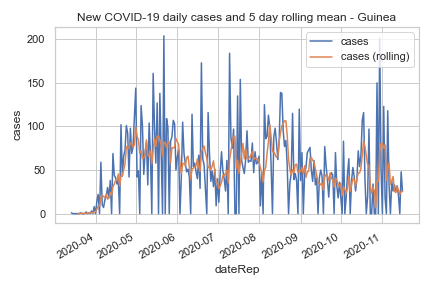 New COVID-19 daily cases and 5 day rolling mean - Guinea
cases
cases (rolling)
200
150
100
50
0
cases
2020-04
2020-05
2020-06
2020-07
2020-08
2020-09
2020-10
2020-11
dateRep